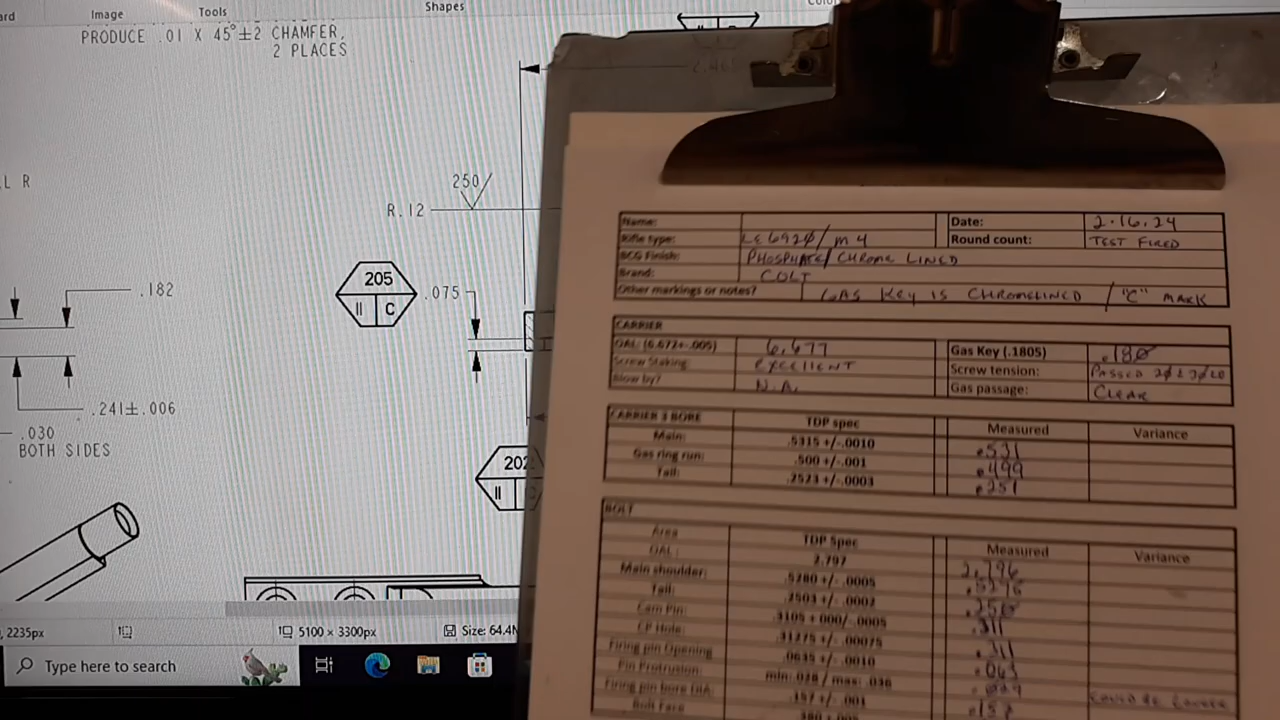 Image
Tools
Shapes
PRODUCE .01 X 45°±2 CHAMFER,
2 PLACES
L R
250
R.12
205
II C
.075
.182
.241±.006
.030
BOTH SIDES
202
II
2235px
5100 × 3300px
Size: 64.4
Type here to search
Name: Date: 2.16.24
Rifle type: LE6920/M4 Round count: TEST FIRED
BCG Finish: PHOSPHATE/CHROME LINED
Brand: COLT
Other markings or notes? GAS KEY IS CHROMELINED / "C" MARK
CARRIER
OAL: (6.672+-.005) 6.677 Gas Key (.1805) .180
Screw Staking: EXCELLENT Screw tension: PASSED
Blow by? N.A. Gas passage: CLEAR
CARRIER 3 BORE TDP spec Measured Variance
Main: .5315 +/-.0010 .531
Gas ring run: .500 +/-.001 .499
Tail: .2523 +/-.0003 .251
BOLT
Area TDP Spec Measured Variance
OAL: 2.797 2.796
Main shoulder: .5280 +/- .0005
Tail: .2503 +/- .0002 .250
Cam Pin: .3105 +.000/-.0005 .311
CP Hole: .31275 +/-.00075 .311
Firing pin Opening .0635 +/-.0010 .063
Pin Protrusion: min: .028 / max: .036
Firing pin bore DIA: .157 +/- .001 .157
Bolt Face